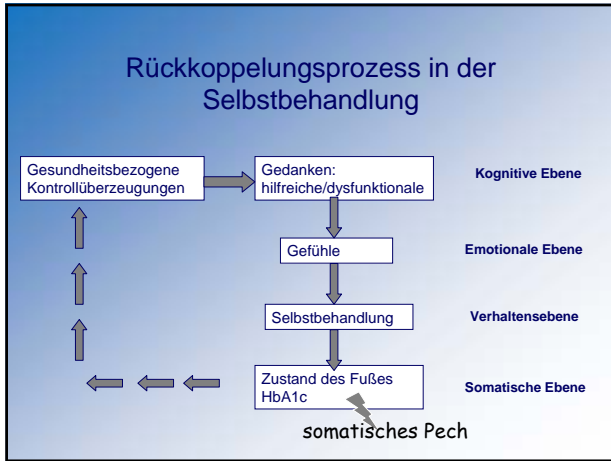 Rückkoppelungsprozess in der
Selbstbehandlung
Gesundheitsbezogene
Kontrollüberzeugungen
Gedanken:
hilfreiche/dysfunktionale
Kognitive Ebene
Gefühle
Emotionale Ebene
Selbstbehandlung
Verhaltensebene
Zustand des Fußes
HbA1c
Somatische Ebene
somatisches Pech